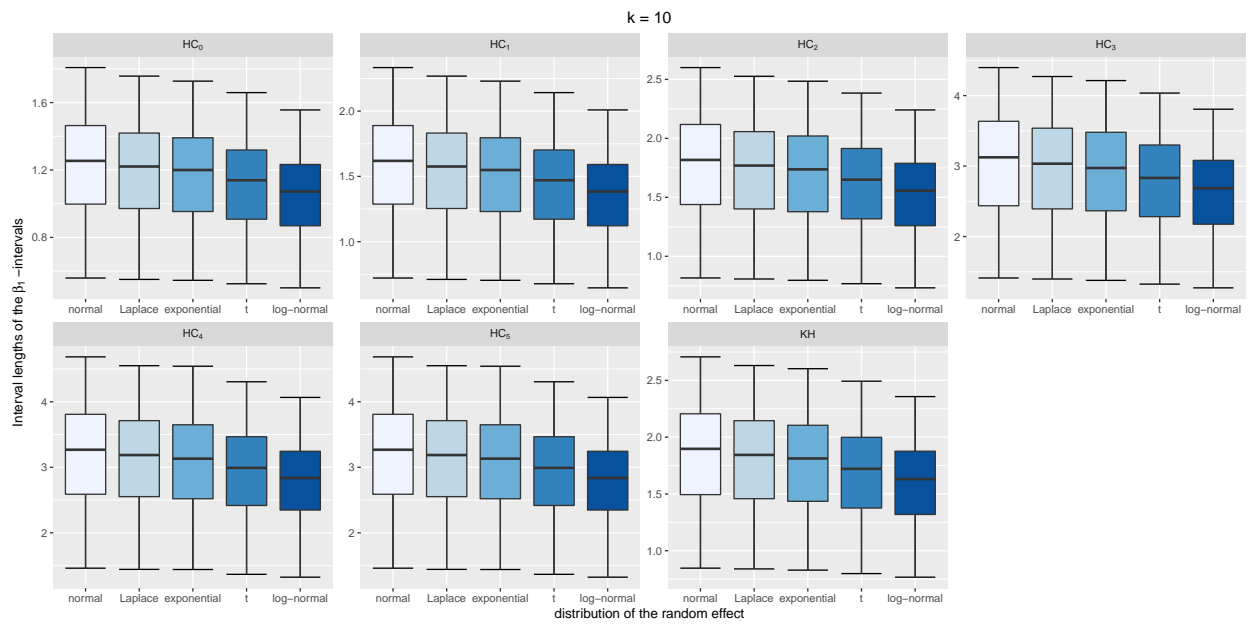 k = 10
HC₀
HC₁
HC₂
HC₃
1.6
1.2
0.8
2.0
1.5
1.0
2.5
2.0
1.5
1.0
4
3
2
normal Laplace exponential t log−normal
normal Laplace exponential t log−normal
normal Laplace exponential t log−normal
normal Laplace exponential t log−normal
HC₄
HC₅
KH
4
3
2
4
3
2
2.5
2.0
1.5
1.0
normal Laplace exponential t log−normal
normal Laplace exponential t log−normal
normal Laplace exponential t log−normal
Interval lengths of the β₁ −intervals
distribution of the random effect